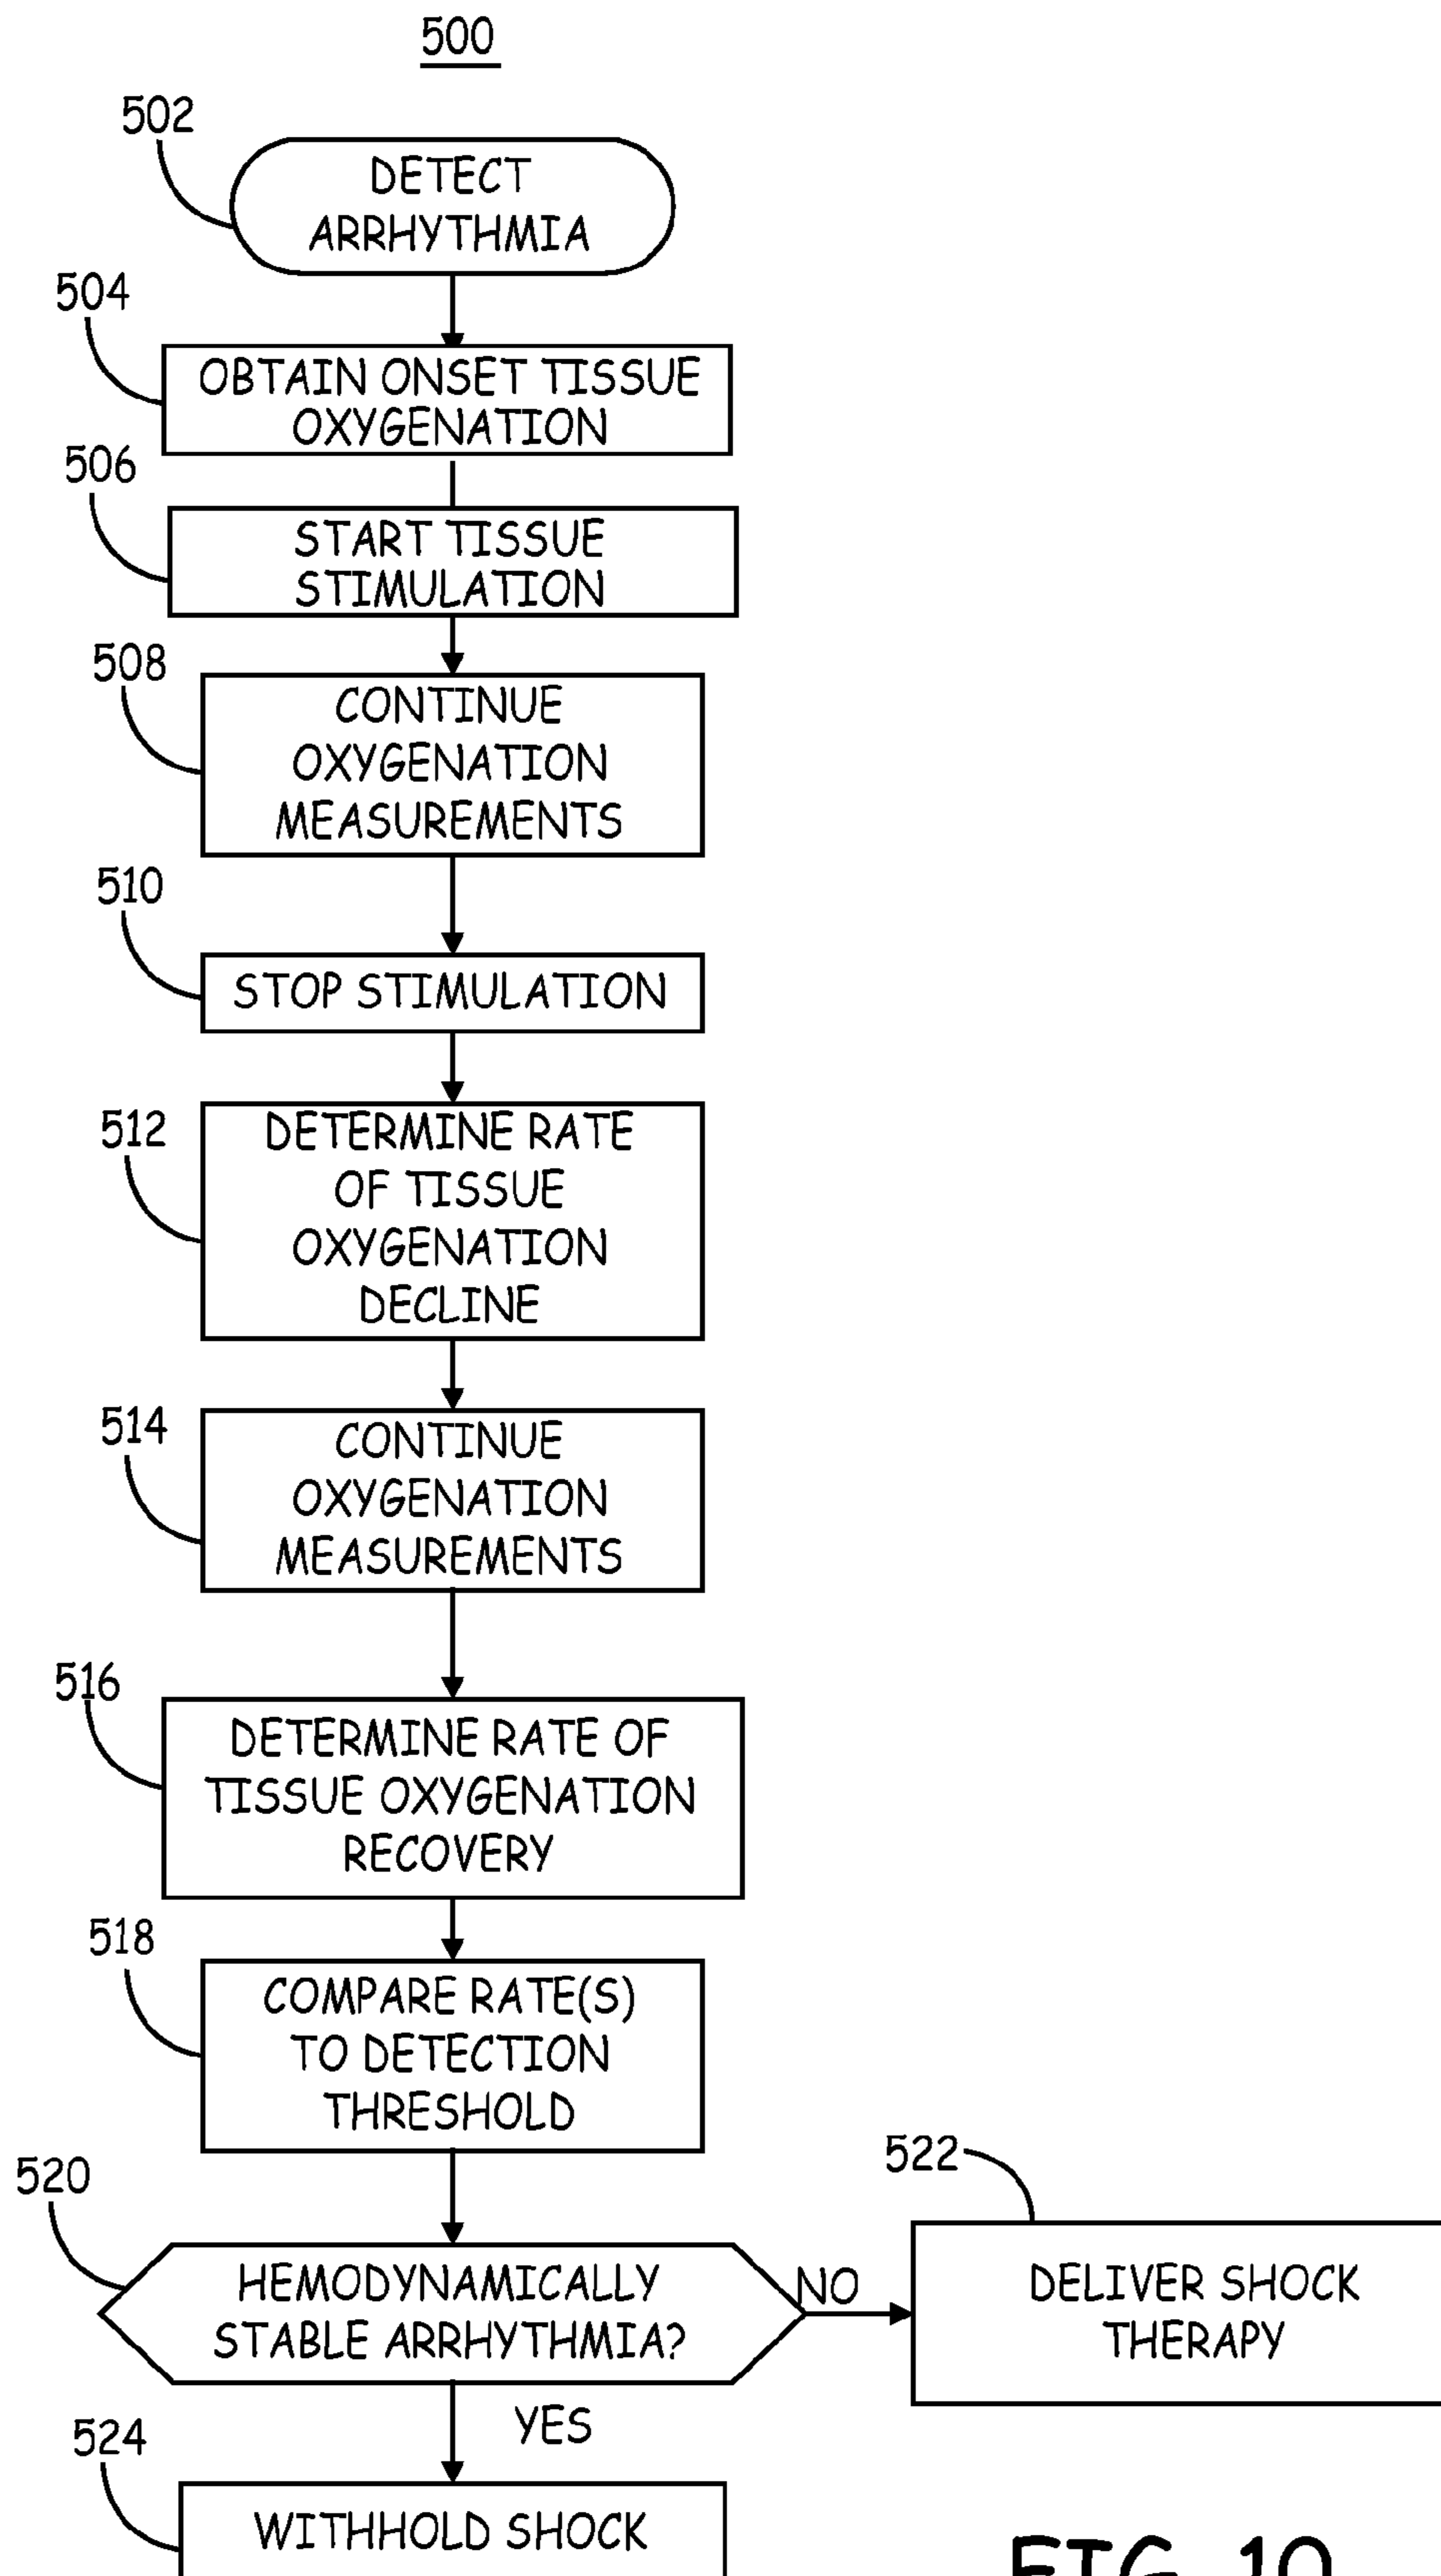 500
502
DETECT
ARRHYTHMIA
504
OBTAIN ONSET TISSUE
OXYGENATION
506
START TISSUE
STIMULATION
508
CONTINUE
OXYGENATION
MEASUREMENTS
510
STOP STIMULATION
512
DETERMINE RATE
OF TISSUE
OXYGENATION
DECLINE
514
CONTINUE
OXYGENATION
MEASUREMENTS
516
DETERMINE RATE OF
TISSUE OXYGENATION
RECOVERY
518
COMPARE RATE(S)
TO DETECTION
THRESHOLD
520
HEMODYNAMICALLY
STABLE ARRHYTHMIA?
NO
522
DELIVER SHOCK
THERAPY
YES
524
WITHHOLD SHOCK
FIG. 10